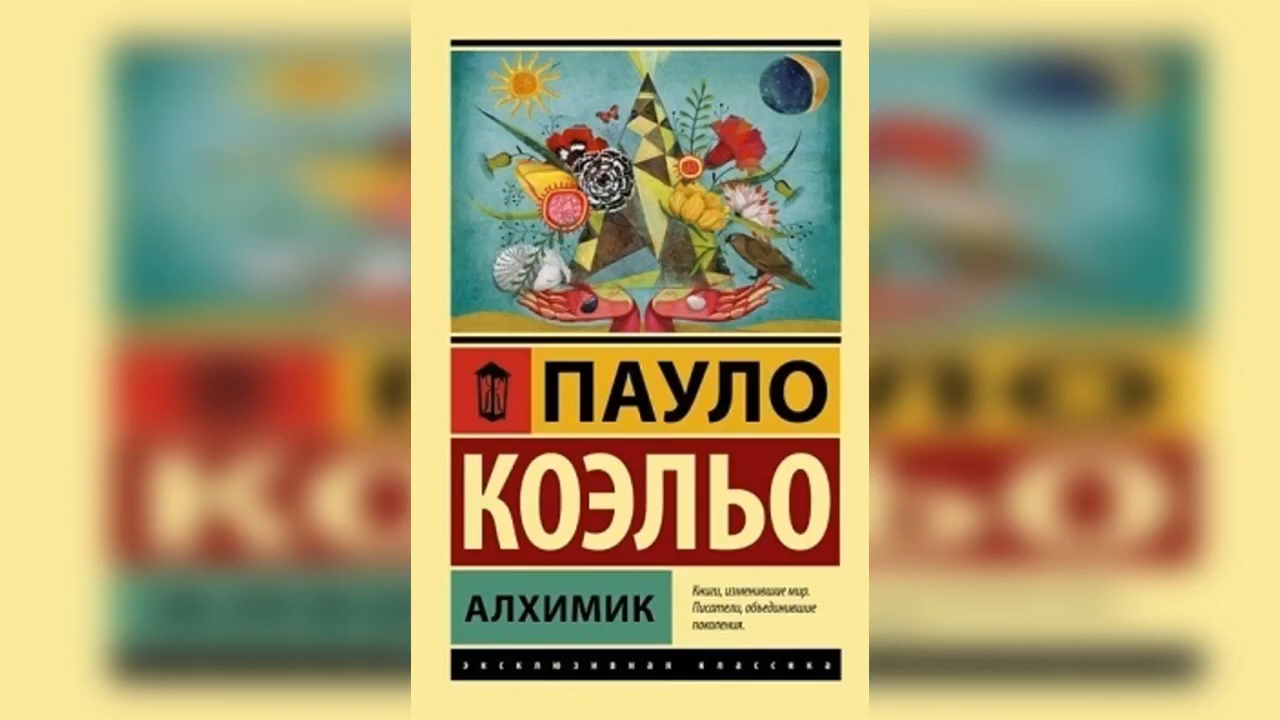 ПАУЛО
КОЭЛЬО
АЛХИМИК
Книги, изменившие мир.
Писатели, объединившие
поколения.
эксклюзивная классика